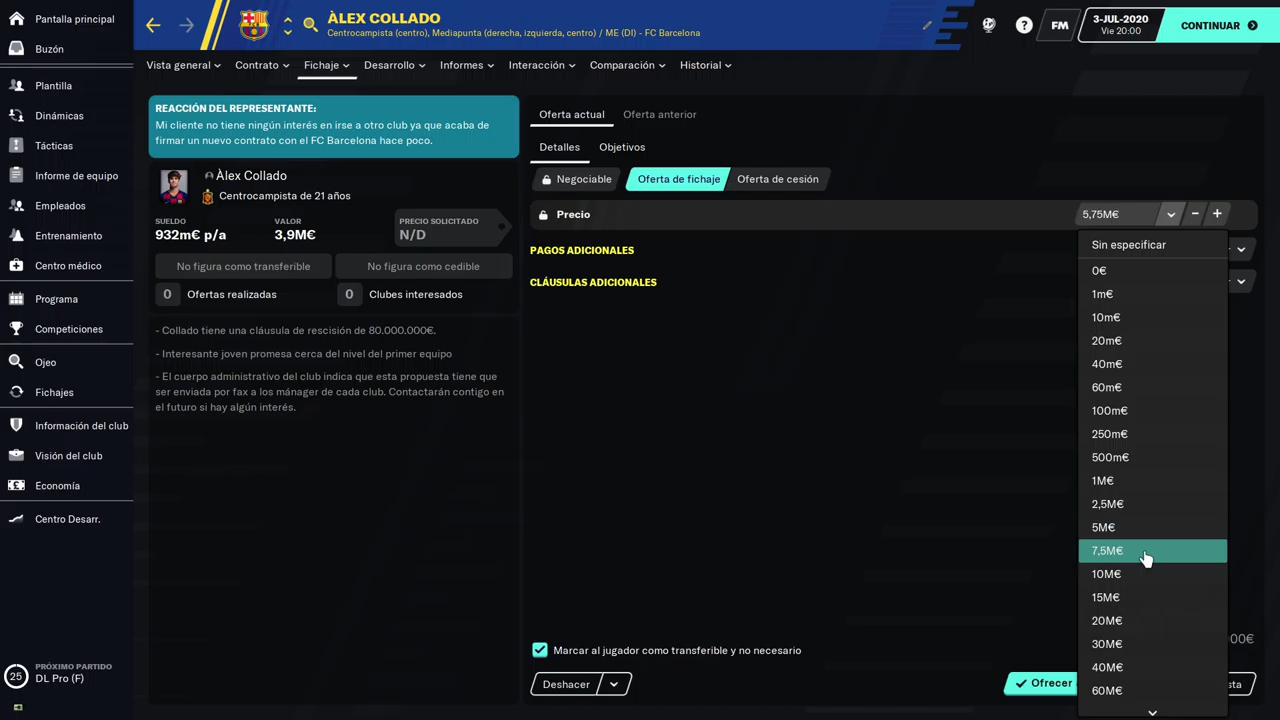 Pantalla principal
Buzón
Plantilla
Dinámicas
Tácticas
Informe de equipo
Empleados
Entrenamiento
Centro médico
Programa
Competiciones
Ojeo
Fichajes
Información del club
Visión del club
Economía
Centro Desarr.
25
PRÓXIMO PARTIDO
DL Pro (F)
ÀLEX COLLADO
Centrocampista (centro), Mediapunta (derecha, izquierda, centro) / ME (DI) - FC Barcelona
FM
3-JUL-2020
Vie 20:00
CONTINUAR
Vista general
Contrato
Fichaje
Desarrollo
Informes
Interacción
Comparación
Historial
REACCIÓN DEL REPRESENTANTE:
Mi cliente no tiene ningún interés en irse a otro club ya que acaba de
firmar un nuevo contrato con el FC Barcelona hace poco.
Àlex Collado
Centrocampista de 21 años
SUELDO
932m€ p/a
VALOR
3,9M€
PRECIO SOLICITADO
N/D
No figura como transferible
No figura como cedible
0 Ofertas realizadas
0 Clubes interesados
- Collado tiene una cláusula de rescisión de 80.000.000€.
- Interesante joven promesa cerca del nivel del primer equipo
- El cuerpo administrativo del club indica que esta propuesta tiene que
ser enviada por fax a los mánager de cada club. Contactarán contigo en
el futuro si hay algún interés.
Oferta actual
Oferta anterior
Detalles
Objetivos
Negociable
Oferta de fichaje
Oferta de cesión
Precio
5,75M€
PAGOS ADICIONALES
CLÁUSULAS ADICIONALES
Sin especificar
0€
1m€
10m€
20m€
40m€
60m€
100m€
250m€
500m€
1M€
2,5M€
5M€
7,5M€
10M€
15M€
20M€
30M€
40M€
60M€
Marcar al jugador como transferible y no necesario
Deshacer
Ofrecer